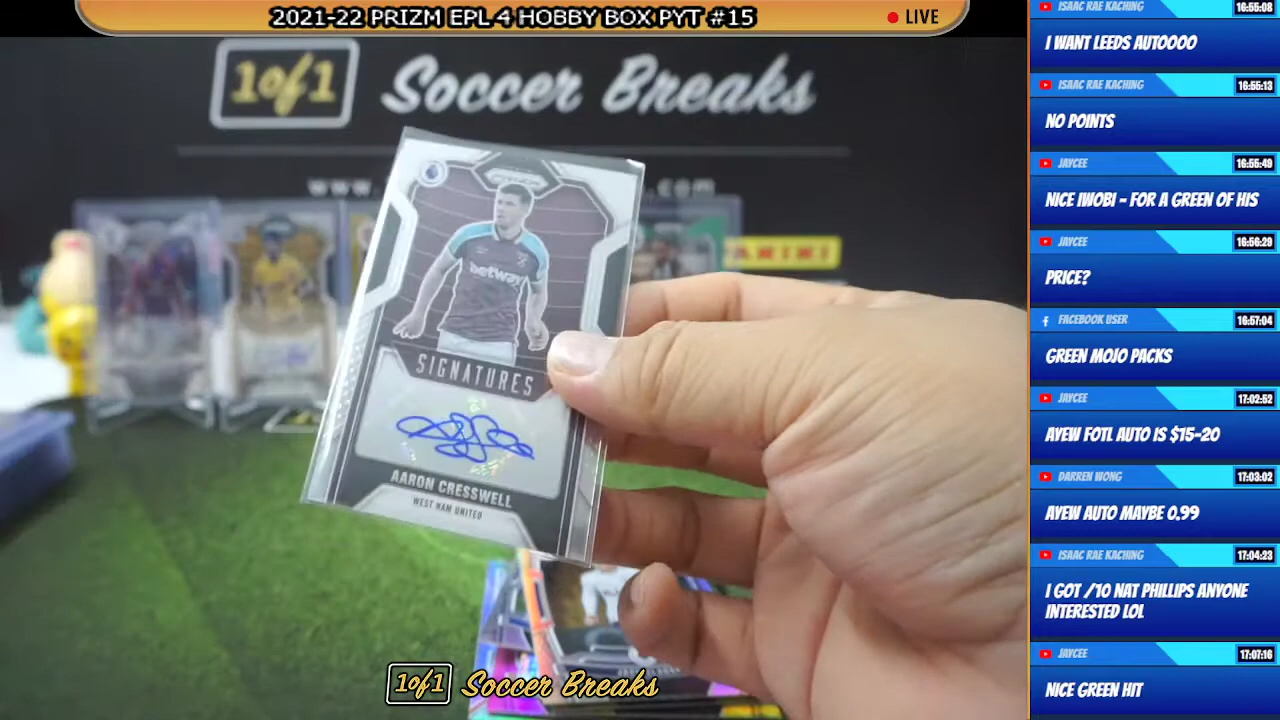 2021-22 PRIZM EPL 4 HOBBY BOX PYT #15
LIVE
1of1 Soccer Breaks
www. com
PANINI
PRIZM
betway
SIGNATURES
AARON CRESSWELL
WEST HAM UNITED
1of1 Soccer Breaks
ISAAC RAE KACHING 16:55:08
I WANT LEEDS AUTOOOO
ISAAC RAE KACHING 16:55:13
NO POINTS
JAYCEE 16:55:49
NICE IWOBI - FOR A GREEN OF HIS
JAYCEE 16:56:20
PRICE?
FACEBOOK USER 16:57:04
GREEN MOJO PACKS
JAYCEE 17:02:52
AYEW FOTL AUTO IS $15-20
DARREN WONG 17:03:02
AYEW AUTO MAYBE 0.99
ISAAC RAE KACHING 17:04:23
I GOT /10 NAT PHILLIPS ANYONE
INTERESTED LOL
JAYCEE 17:07:16
NICE GREEN HIT